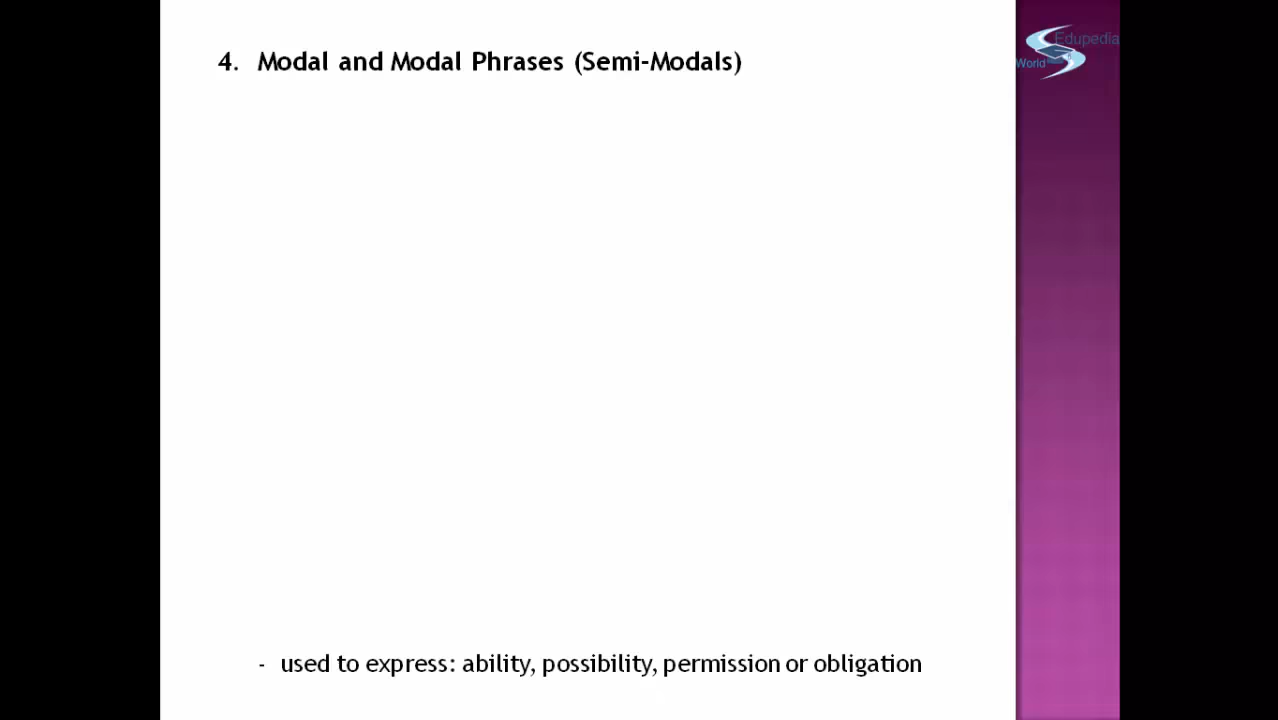 4. Modal and Modal Phrases (Semi-Modals)
Edupedia
World
- used to express: ability, possibility, permission or obligation